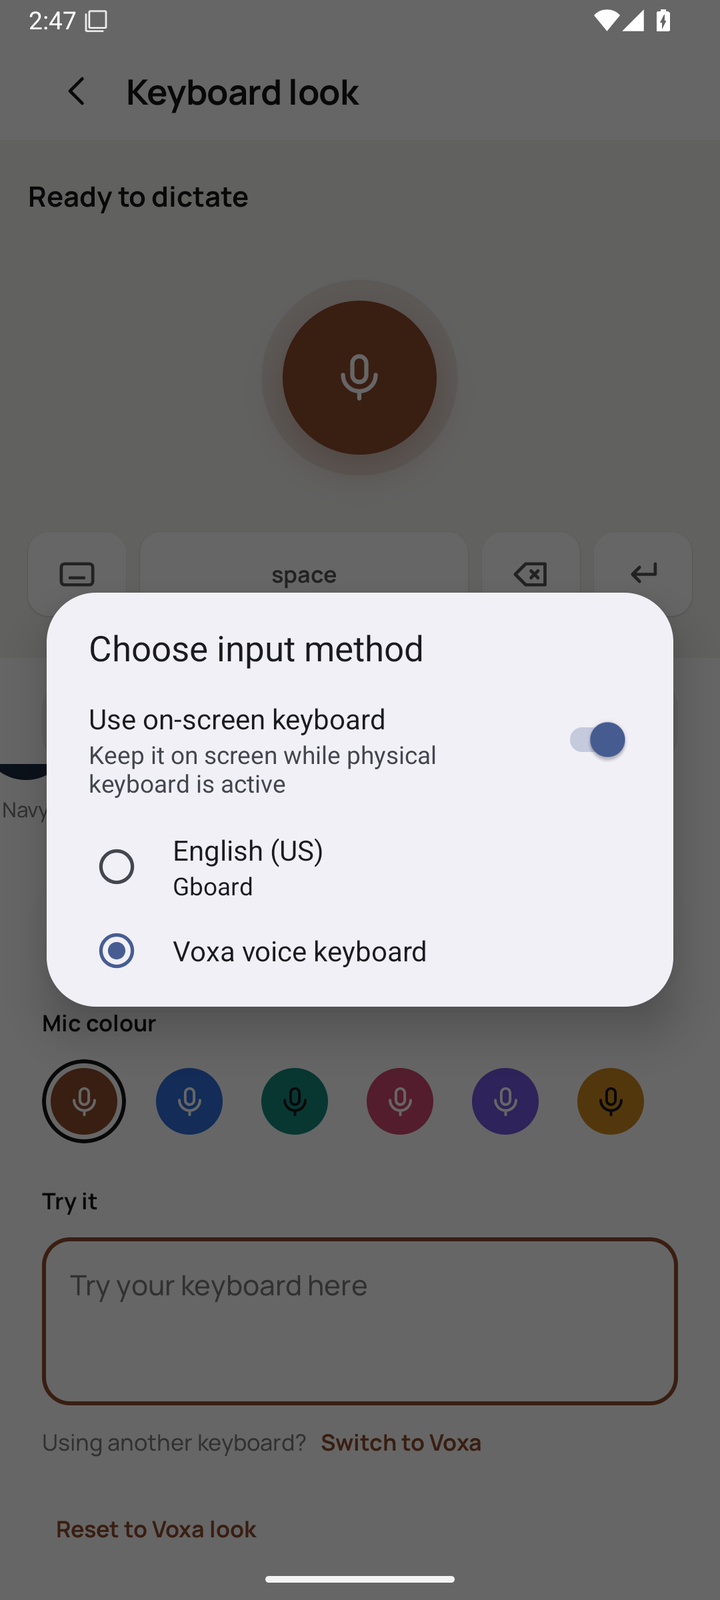 2:47
Keyboard look
Ready to dictate
space
Choose input method
Use on-screen keyboard
Keep it on screen while physical
keyboard is active
Navy
English (US)
Gboard
Voxa voice keyboard
Mic colour
Try it
Try your keyboard here
Using another keyboard? Switch to Voxa
Reset to Voxa look